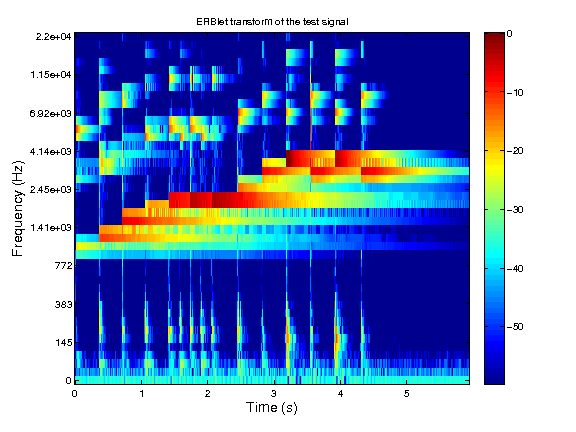 ERBlet transform of the test signal
2.2e+04
1.15e+04
6.92e+03
4.14e+03
2.45e+03
1.41e+03
772
383
145
0
Frequency (Hz)
0 1 2 3 4 5
Time (s)
0
−10
−20
−30
−40
−50